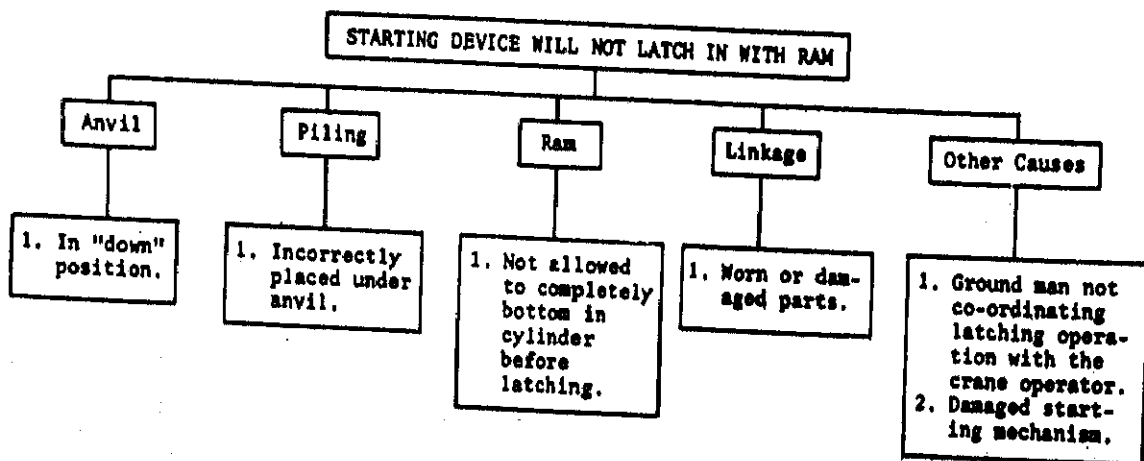 STARTING DEVICE WILL NOT LATCH IN WITH RAM
Anvil
Piling
Ram
Linkage
Other Causes
1. In "down"
position.
1. Incorrectly
placed under
anvil.
1. Not allowed
to completely
bottom in
cylinder
before
latching.
1. Worn or dam-
aged parts.
1. Ground man not
co-ordinating
latching opera-
tion with the
crane operator.
2. Damaged start-
ing mechanism.